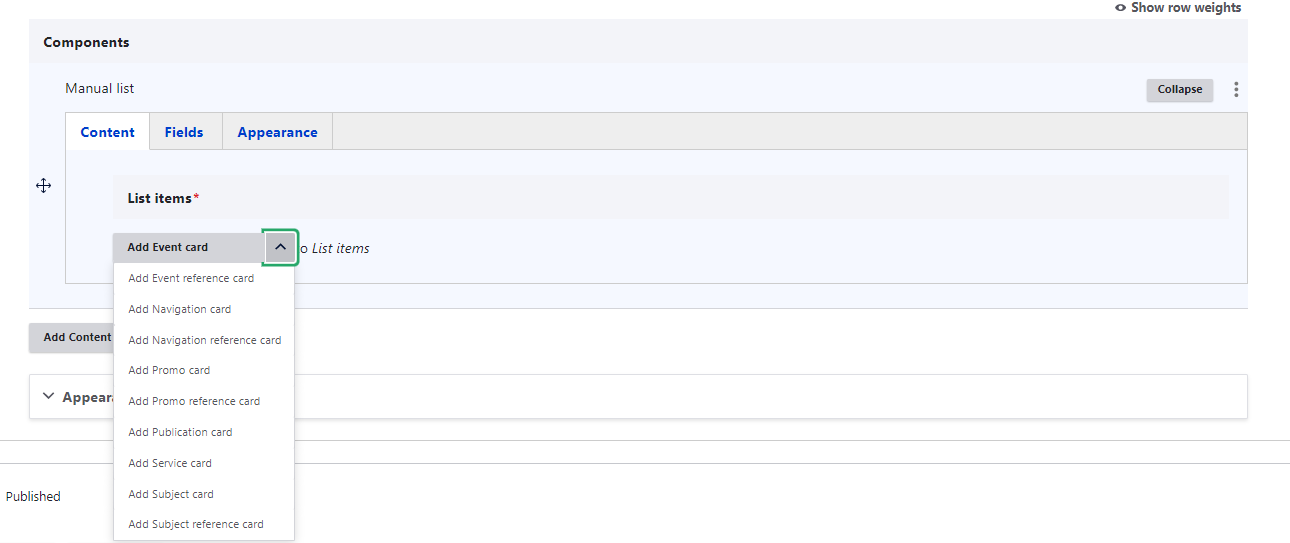 Show row weights
Components
Manual list
Collapse
Content Fields Appearance
List items*
Add Event card
o List items
Add Event reference card
Add Navigation card
Add Content
Add Navigation reference card
Add Promo card
Appeara
Add Promo reference card
Add Publication card
Add Service card
Published
Add Subject card
Add Subject reference card